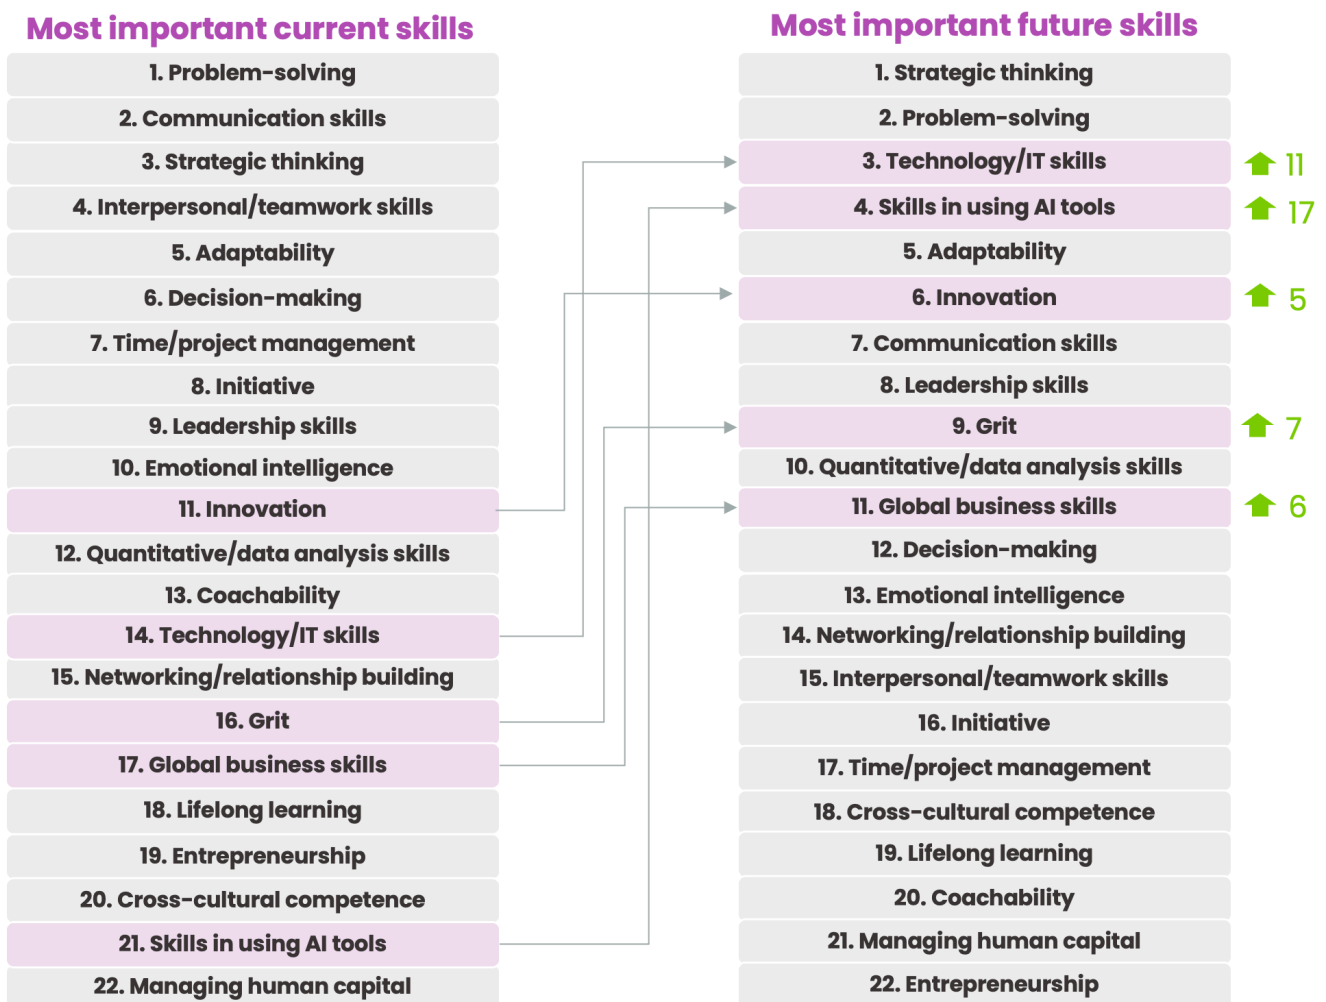 Most important current skills
1. Problem-solving
2. Communication skills
3. Strategic thinking
4. Interpersonal/teamwork skills
5. Adaptability
6. Decision-making
7. Time/project management
8. Initiative
9. Leadership skills
10. Emotional intelligence
11. Innovation
12. Quantitative/data analysis skills
13. Coachability
14. Technology/IT skills
15. Networking/relationship building
16. Grit
17. Global business skills
18. Lifelong learning
19. Entrepreneurship
20. Cross-cultural competence
21. Skills in using AI tools
22. Managing human capital
Most important future skills
1. Strategic thinking
2. Problem-solving
3. Technology/IT skills
11
4. Skills in using AI tools
17
5. Adaptability
6. Innovation
5
7. Communication skills
8. Leadership skills
9. Grit
7
10. Quantitative/data analysis skills
11. Global business skills
6
12. Decision-making
13. Emotional intelligence
14. Networking/relationship building
15. Interpersonal/teamwork skills
16. Initiative
17. Time/project management
18. Cross-cultural competence
19. Lifelong learning
20. Coachability
21. Managing human capital
22. Entrepreneurship